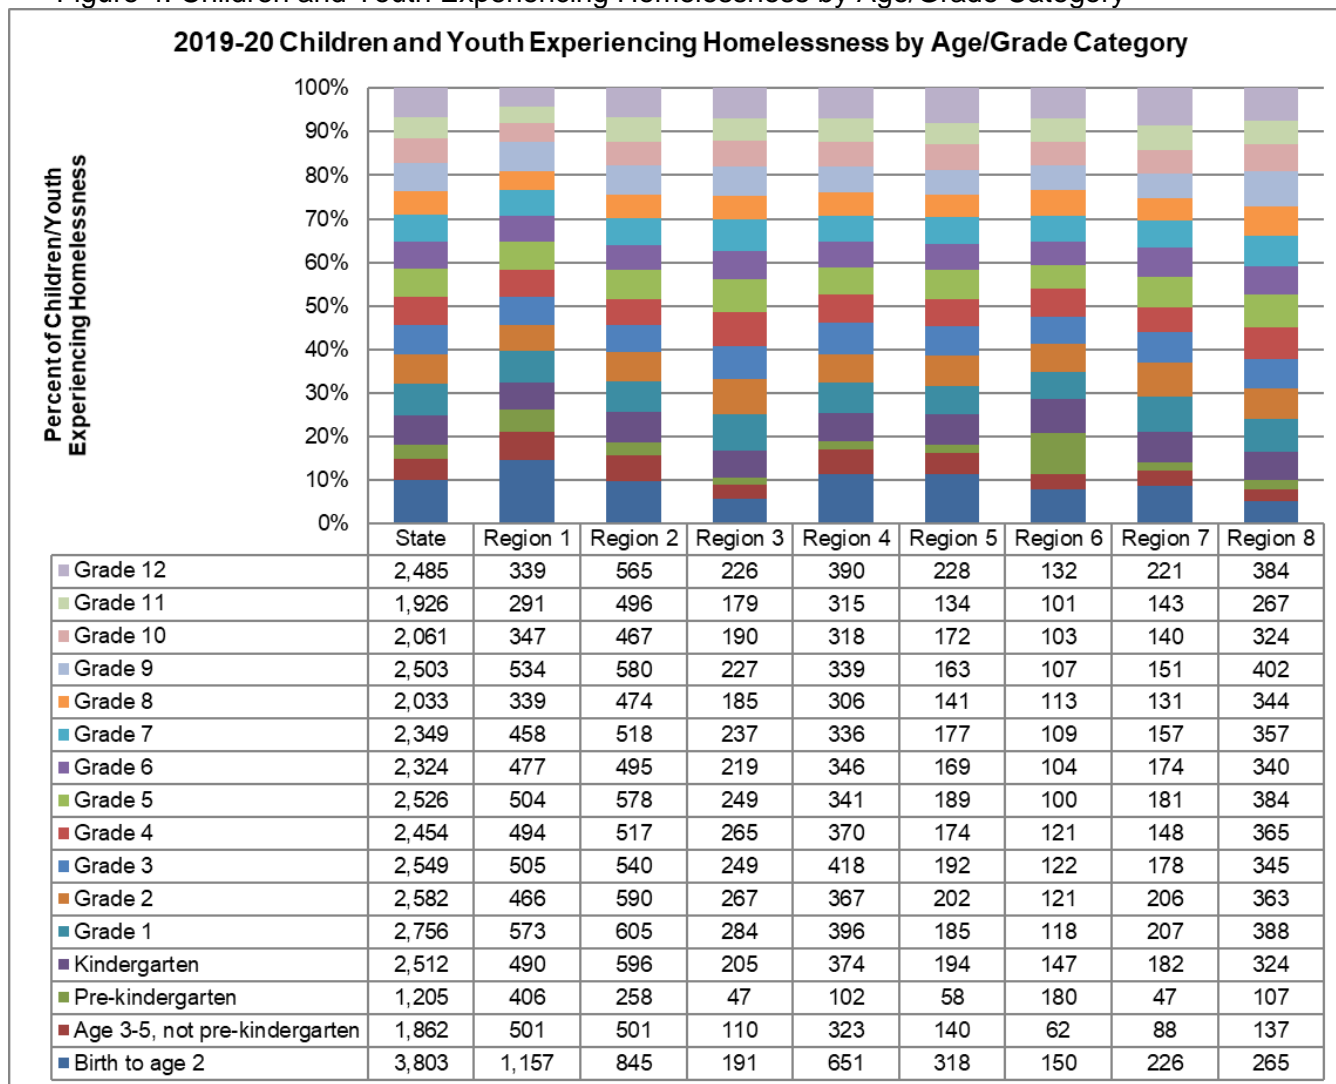 Figure 4: Children and Youth Experiencing Homelessness by Age/Grade Category
2019-20 Children and Youth Experiencing Homelessness by Age/Grade Category
Percent of Children/Youth
Experiencing Homelessness
100%
90%
80%
70%
60%
50%
40%
30%
20%
10%
0%
State Region 1 Region 2 Region 3 Region 4 Region 5 Region 6 Region 7 Region 8
Grade 12 2,485 339 565 226 390 228 132 221 384
Grade 11 1,926 291 496 179 315 134 101 143 267
Grade 10 2,061 347 467 190 318 172 103 140 324
Grade 9 2,503 534 580 227 339 163 107 151 402
Grade 8 2,033 339 474 185 306 141 113 131 344
Grade 7 2,349 458 518 237 336 177 109 157 357
Grade 6 2,324 477 495 219 346 169 104 174 340
Grade 5 2,526 504 578 249 341 189 100 181 384
Grade 4 2,454 494 517 265 370 174 121 148 365
Grade 3 2,549 505 540 249 418 192 122 178 345
Grade 2 2,582 466 590 267 367 202 121 206 363
Grade 1 2,756 573 605 284 396 185 118 207 388
Kindergarten 2,512 490 596 205 374 194 147 182 324
Pre-kindergarten 1,205 406 258 47 102 58 180 47 107
Age 3-5, not pre-kindergarten 1,862 501 501 110 323 140 62 88 137
Birth to age 2 3,803 1,157 845 191 651 318 150 226 265